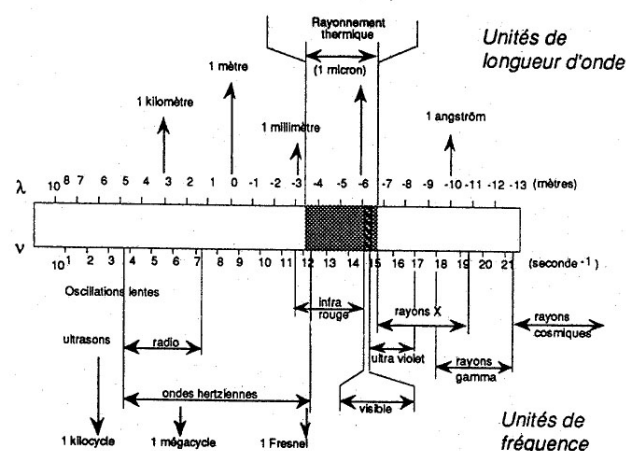 Rayonnement
thermique
(1 micron)
Unités de
longueur d'onde
1 mètre
1 kilomètre
1 millimètre
1 angström
λ 10 8 7 6 5 4 3 2 1 0 -1 -2 -3 -4 -5 -6 -7 -8 -9 -10 -11 -12 -13 (mètres)
ν 10 1 2 3 4 5 6 7 8 9 10 11 12 13 14 15 16 17 18 19 20 21 (seconde -1)
Oscillations lentes
infra
rouge
rayons X
rayons
cosmiques
ultrasons
radio
ultra violet
rayons
gamma
ondes hertziennes
visible
1 kilocycle
1 mégacycle
1 Fresnel
Unités de
fréquence